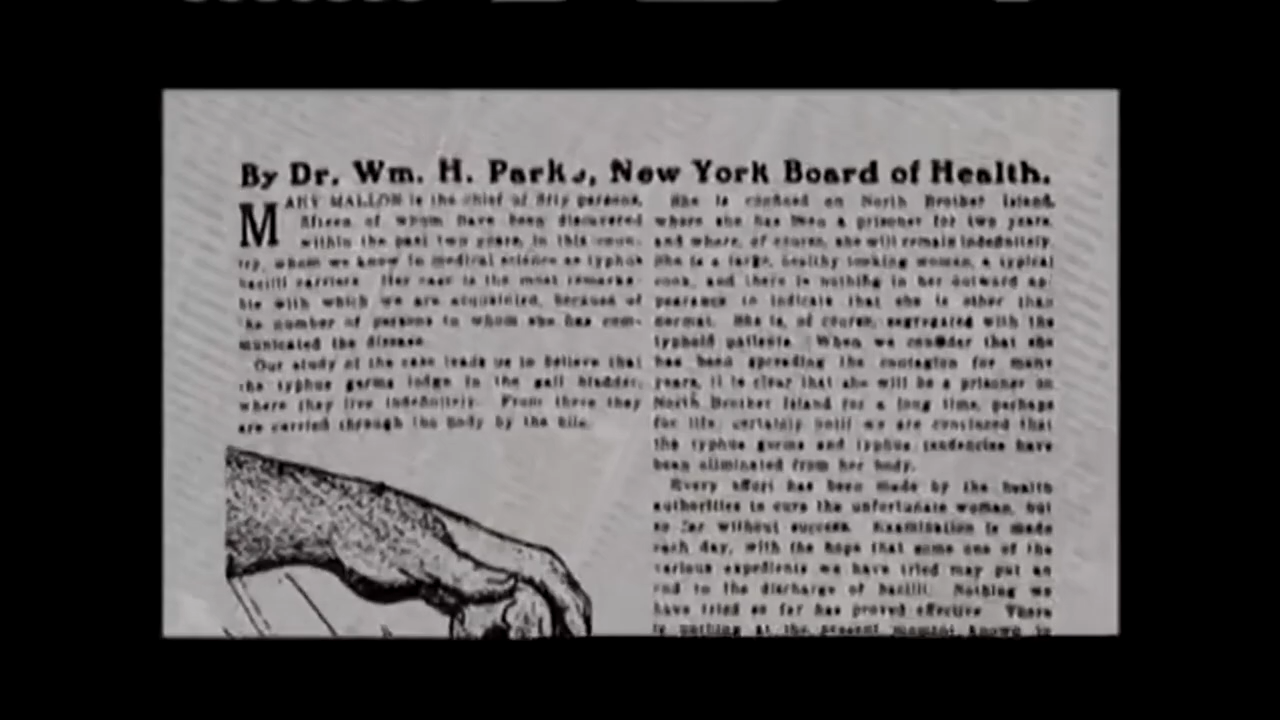 By Dr. Wm. H. Park , New York Board of Health.
MARY MALLON is the chief of fifty persons,
fifteen of whom have been discovered
within the past two years, in this coun-
try, whom we know in medical science as typhus
bacilli carriers. Her case is the most remarka-
ble with which we are acquainted, because of
the number of persons to whom she has com-
municated the disease.
Our study of the case leads us to believe that
the typhus germs lodge in the gall bladder,
where they live indefinitely. From there they
are carried through the body by the bile.
She is confined on North Brother Island,
where she has been a prisoner for two years,
and where, of course, she will remain indefinitely.
She is a large, healthy looking woman, a typical
cook, and there is nothing in her outward ap-
pearance to indicate that she is other than
normal. She is, of course, segregated with the
typhoid patients. When we consider that she
has been spreading the contagion for many
years, it is clear that she will be a prisoner on
North Brother Island for a long time, perhaps
for life; certainly until we are convinced that
the typhus germs and typhus tendencies have
been eliminated from her body.
Every effort has been made by the health
authorities to cure the unfortunate woman, but
so far without success. Examination is made
each day, with the hope that some one of the
various expedients we have tried may put an
end to the discharge of bacilli. Nothing we
have tried so far has proved effective. There
is nothing at the present moment known to